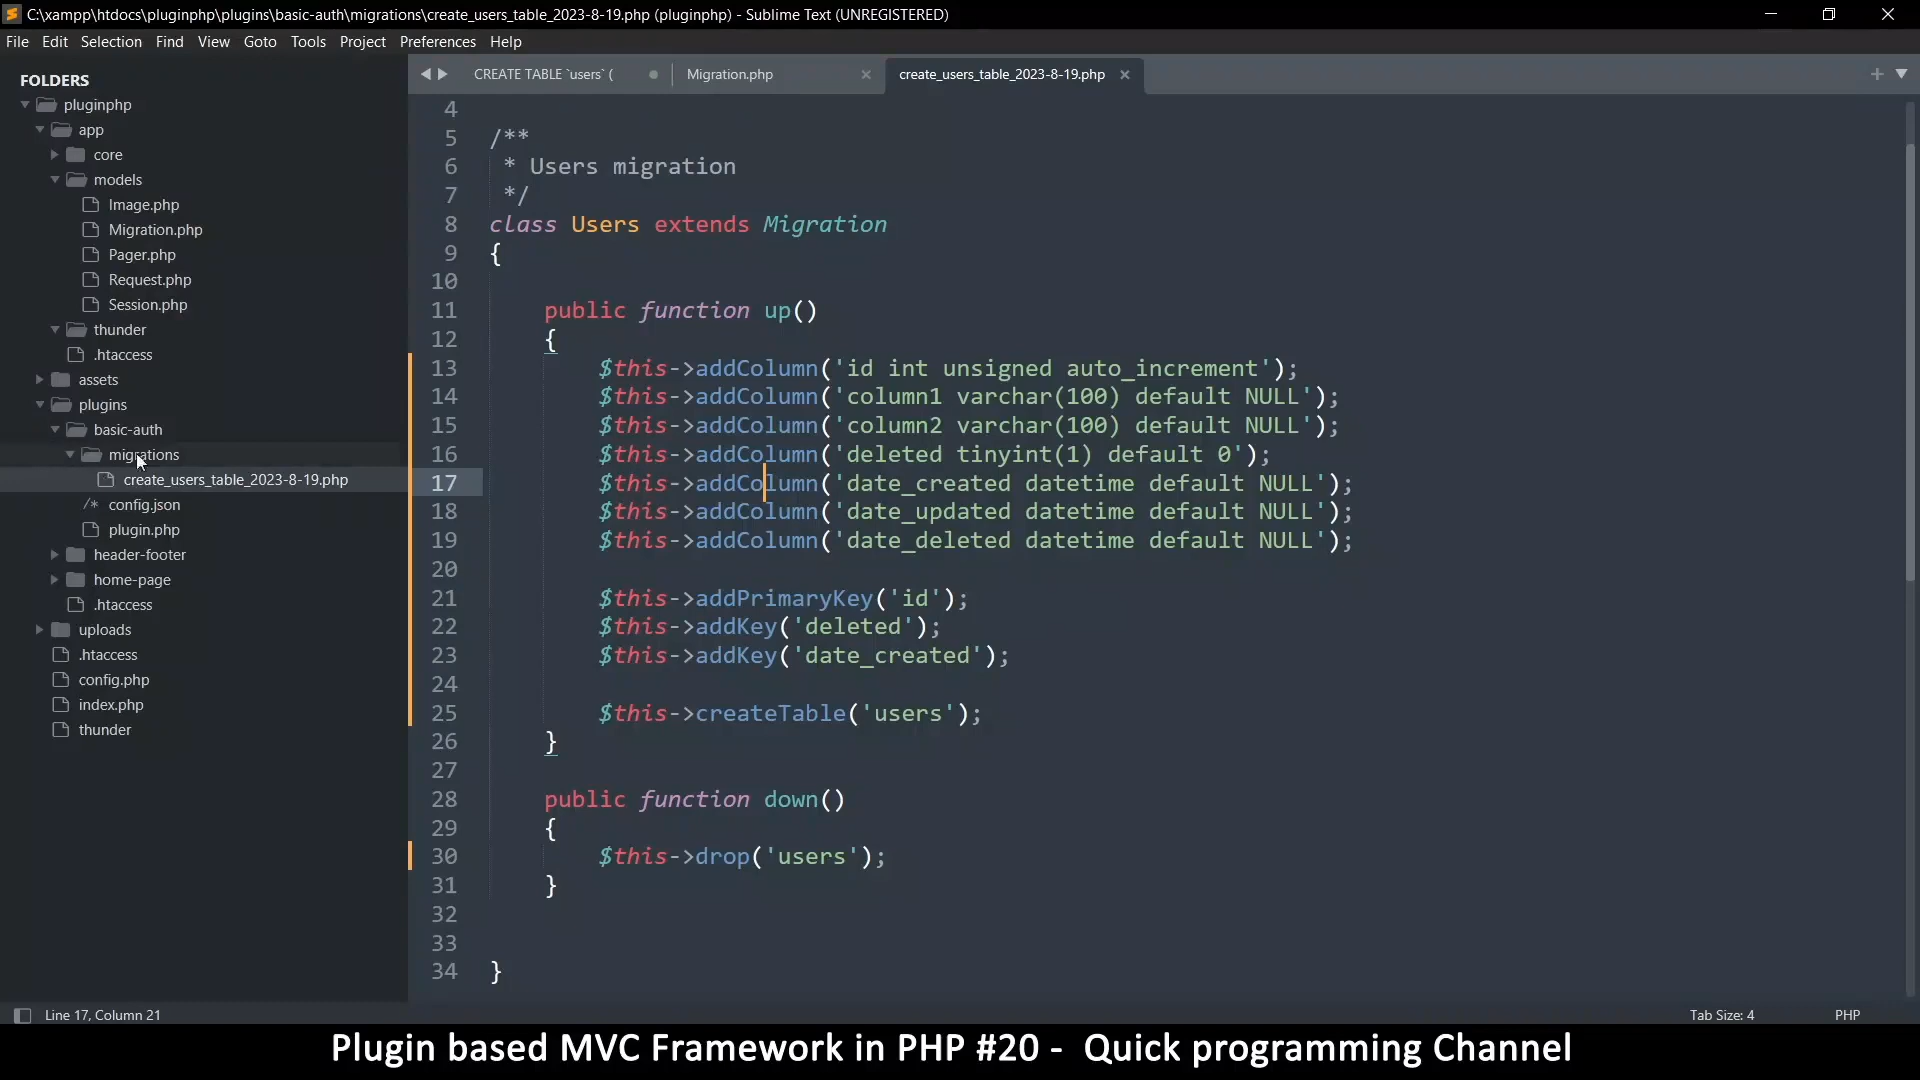 C:\xampp\htdocs\pluginphp\plugins\basic-auth\migrations\create_users_table_2023-8-19.php (pluginphp) - Sublime Text (UNREGISTERED)
File Edit Selection Find View Goto Tools Project Preferences Help
FOLDERS
pluginphp
app
core
models
Image.php
Migration.php
Pager.php
Request.php
Session.php
thunder
.htaccess
assets
plugins
basic-auth
migrations
create_users_table_2023-8-19.php
config.json
plugin.php
header-footer
home-page
.htaccess
uploads
.htaccess
config.php
index.php
thunder
CREATE TABLE `users` ( Migration.php create_users_table_2023-8-19.php
4
5 /**
6 * Users migration
7 */
8 class Users extends Migration
9 {
10
11 public function up()
12 {
13 $this->addColumn('id int unsigned auto_increment');
14 $this->addColumn('column1 varchar(100) default NULL');
15 $this->addColumn('column2 varchar(100) default NULL');
16 $this->addColumn('deleted tinyint(1) default 0');
17 $this->addColumn('date_created datetime default NULL');
18 $this->addColumn('date_updated datetime default NULL');
19 $this->addColumn('date_deleted datetime default NULL');
20
21 $this->addPrimaryKey('id');
22 $this->addKey('deleted');
23 $this->addKey('date_created');
24
25 $this->createTable('users');
26 }
27
28 public function down()
29 {
30 $this->drop('users');
31 }
32
33
34 }
Line 17, Column 21 Tab Size: 4 PHP
Plugin based MVC Framework in PHP #20 - Quick programming Channel